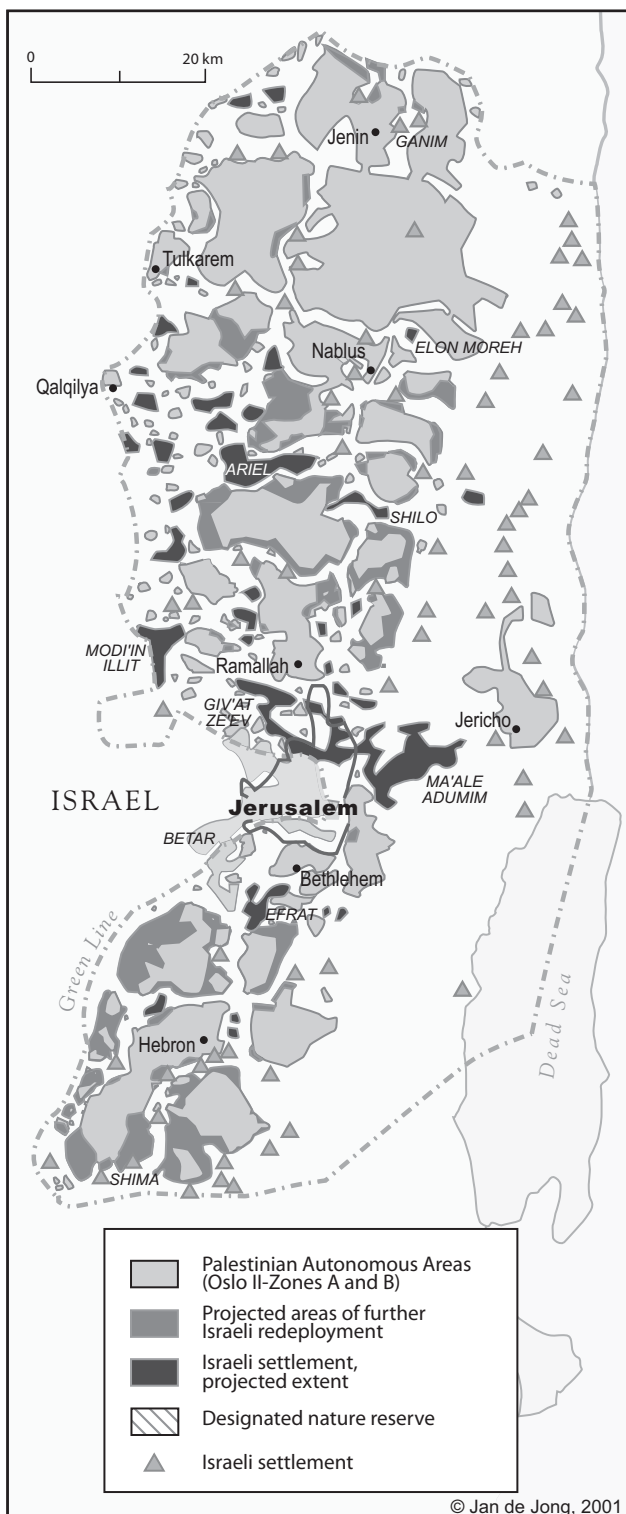 0 20 km
Jenin
GANIM
Tulkarem
Nablus
ELON MOREH
Qalqilya
ARIEL
SHILO
MODI'IN
ILLIT
Ramallah
GIV'AT
ZE'EV
Jericho
MA'ALE
ADUMIM
ISRAEL
Jerusalem
BETAR
Bethlehem
EFRAT
Green Line
Dead Sea
Hebron
SHIMA
Palestinian Autonomous Areas
(Oslo II-Zones A and B)
Projected areas of further
Israeli redeployment
Israeli settlement,
projected extent
Designated nature reserve
Israeli settlement
© Jan de Jong, 2001